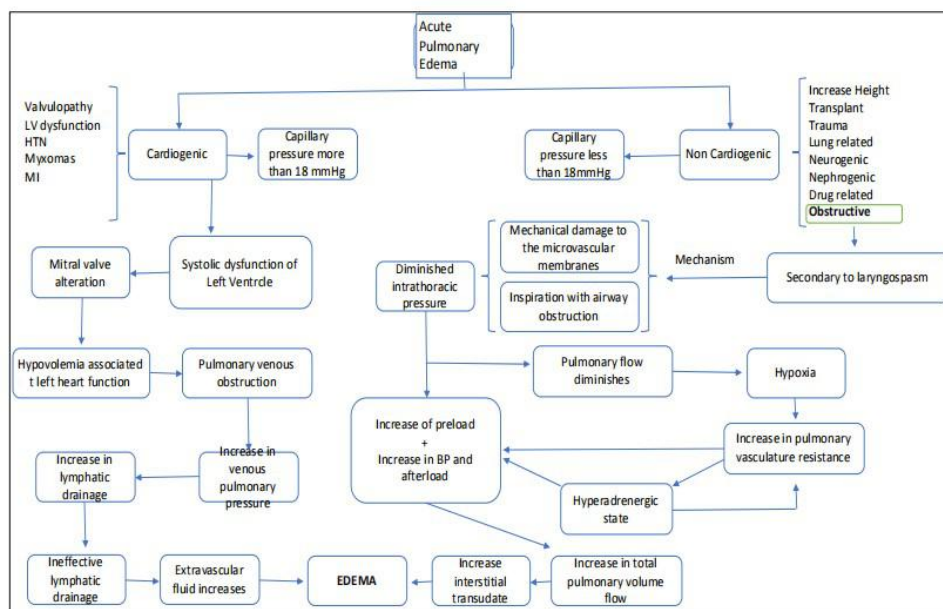 Acute
Pulmonary
Edema
Valvulopathy
LV dysfunction
HTN
Myxomas
MI
Cardiogenic
Capillary
pressure more
than 18 mmHg
Capillary
pressure less
than 18mmHg
Non Cardiogenic
Increase Height
Transplant
Trauma
Lung related
Neurogenic
Nephrogenic
Drug related
Obstructive
Mitral valve
alteration
Systolic dysfunction of
Left Ventrcle
Diminished
intrathoracic
pressure
Mechanical damage to
the microvascular
membranes
Inspiration with airway
obstruction
Mechanism
Secondary to laryngospasm
Hypovolemia associated
t left heart function
Pulmonary venous
obstruction
Pulmonary flow
diminishes
Hypoxia
Increase of preload
+
Increase in BP and
afterload
Increase in pulmonary
vasculature resistance
Increase in
lymphatic
drainage
Increase in
venous
pulmonary
pressure
Hyperadrenergic
state
Ineffective
lymphatic
drainage
Extravascular
fluid increases
EDEMA
Increase
interstitial
transudate
Increase in total
pulmonary volume
flow